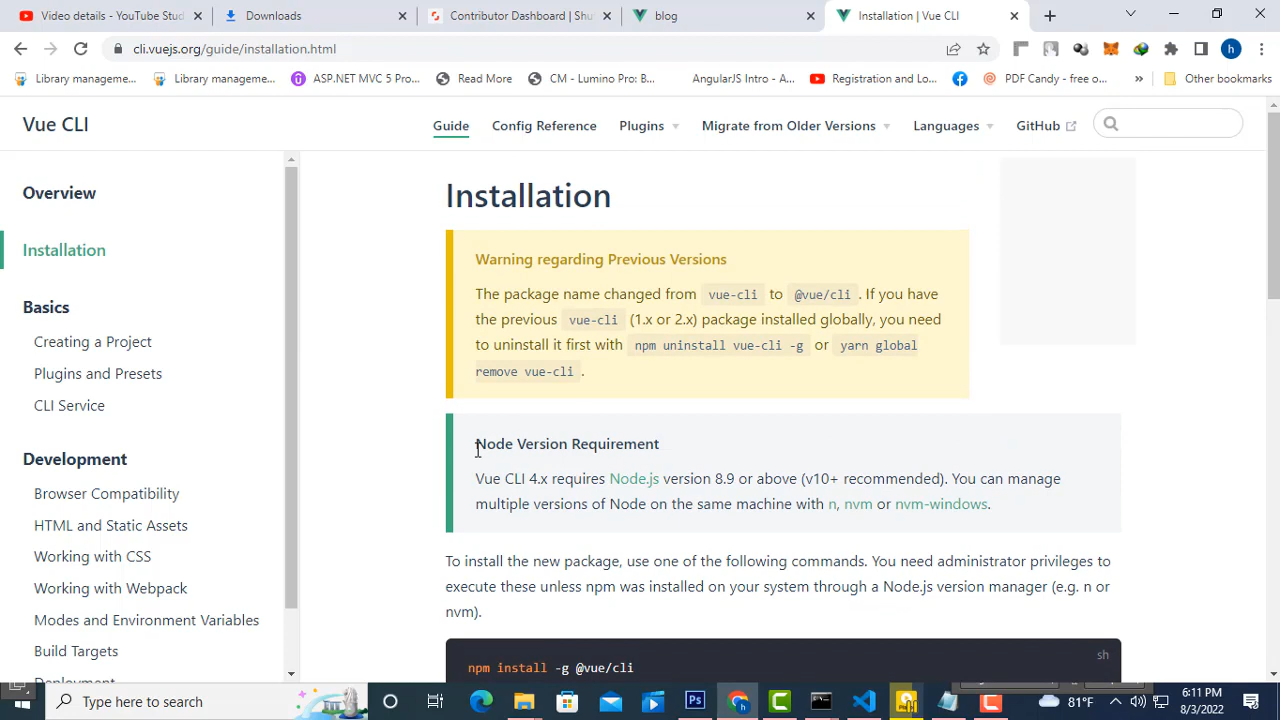 Video details - YouTube Stud
Downloads
Contributor Dashboard | Shu
blog
Installation | Vue CLI
cli.vuejs.org/guide/installation.html
h
Library manageme...
Library manageme...
ASP.NET MVC 5 Pro...
Read More
CM - Lumino Pro: B...
AngularJS Intro - A...
Registration and Lo...
PDF Candy - free o...
»
Other bookmarks
Vue CLI
Guide
Config Reference
Plugins
Migrate from Older Versions
Languages
GitHub
Overview
Installation
Basics
Creating a Project
Plugins and Presets
CLI Service
Development
Browser Compatibility
HTML and Static Assets
Working with CSS
Working with Webpack
Modes and Environment Variables
Build Targets
Deployment
Installation
Warning regarding Previous Versions
The package name changed from vue-cli to @vue/cli. If you have
the previous vue-cli (1.x or 2.x) package installed globally, you need
to uninstall it first with npm uninstall vue-cli -g or yarn global
remove vue-cli.
Node Version Requirement
Vue CLI 4.x requires Node.js version 8.9 or above (v10+ recommended). You can manage
multiple versions of Node on the same machine with n, nvm or nvm-windows.
To install the new package, use one of the following commands. You need administrator privileges to
execute these unless npm was installed on your system through a Node.js version manager (e.g. n or
nvm).
sh
npm install -g @vue/cli
Type here to search
81°F
6:11 PM
8/3/2022